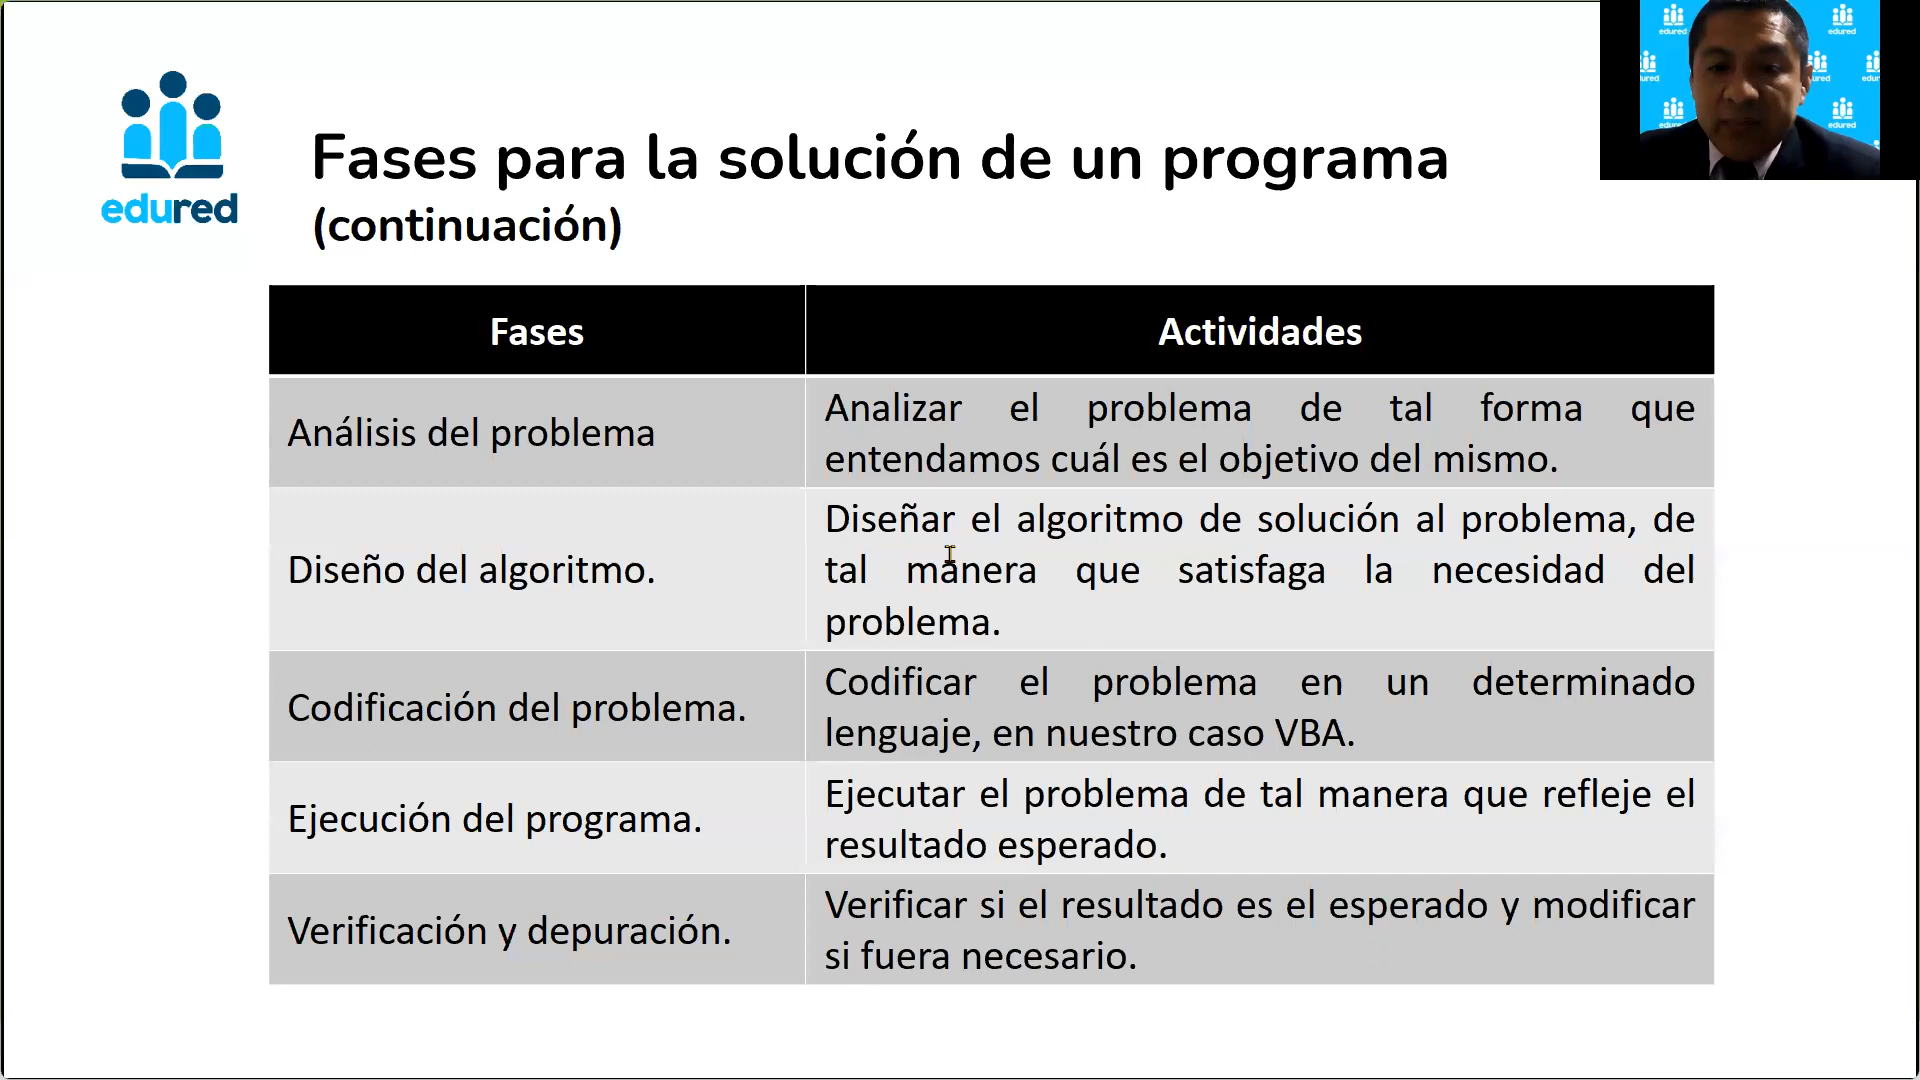 edured
Fases para la solución de un programa
(continuación)
Fases
Actividades
Análisis del problema
Analizar el problema de tal forma que
entendamos cuál es el objetivo del mismo.
Diseño del algoritmo.
Diseñar el algoritmo de solución al problema, de
tal manera que satisfaga la necesidad del
problema.
Codificación del problema.
Codificar el problema en un determinado
lenguaje, en nuestro caso VBA.
Ejecución del programa.
Ejecutar el problema de tal manera que refleje el
resultado esperado.
Verificación y depuración.
Verificar si el resultado es el esperado y modificar
si fuera necesario.
edured
edured
edured
edured